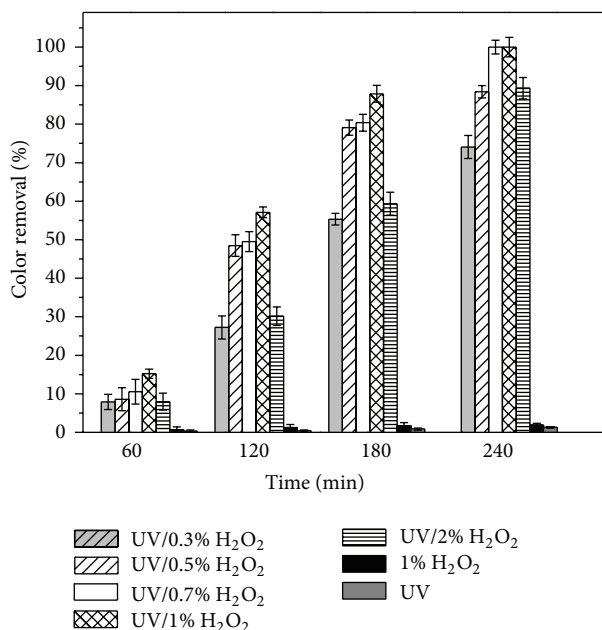 Color removal (%)
100
90
80
70
60
50
40
30
20
10
0
60 120 180 240
Time (min)
UV/0.3% H₂O₂
UV/0.5% H₂O₂
UV/0.7% H₂O₂
UV/1% H₂O₂
UV/2% H₂O₂
1% H₂O₂
UV